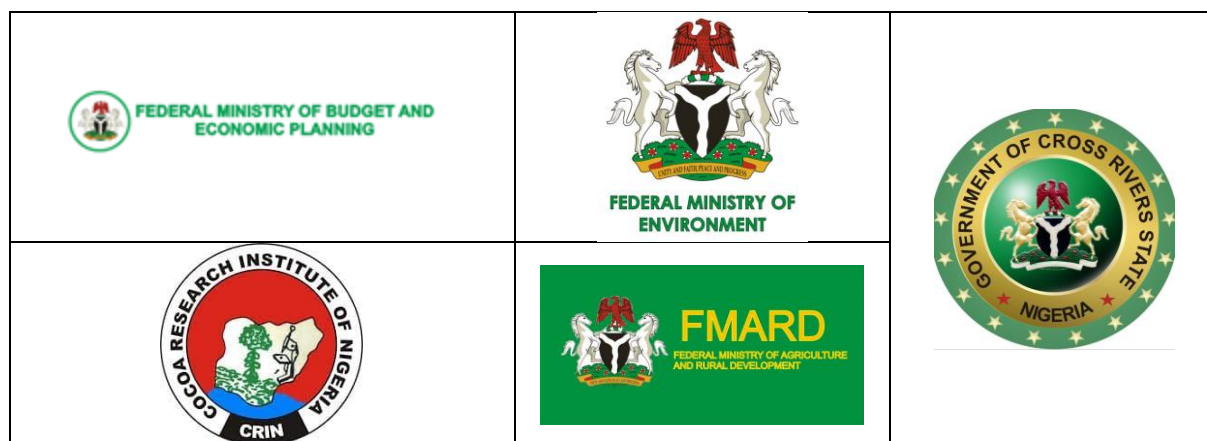 FEDERAL MINISTRY OF BUDGET AND
ECONOMIC PLANNING
UNITY AND FAITH, PEACE AND PROGRESS
FEDERAL MINISTRY OF
ENVIRONMENT
GOVERNMENT OF CROSS RIVERS STATE
NIGERIA
COCOA RESEARCH INSTITUTE OF NIGERIA
CRIN
FMARD
FEDERAL MINISTRY OF AGRICULTURE
AND RURAL DEVELOPMENT